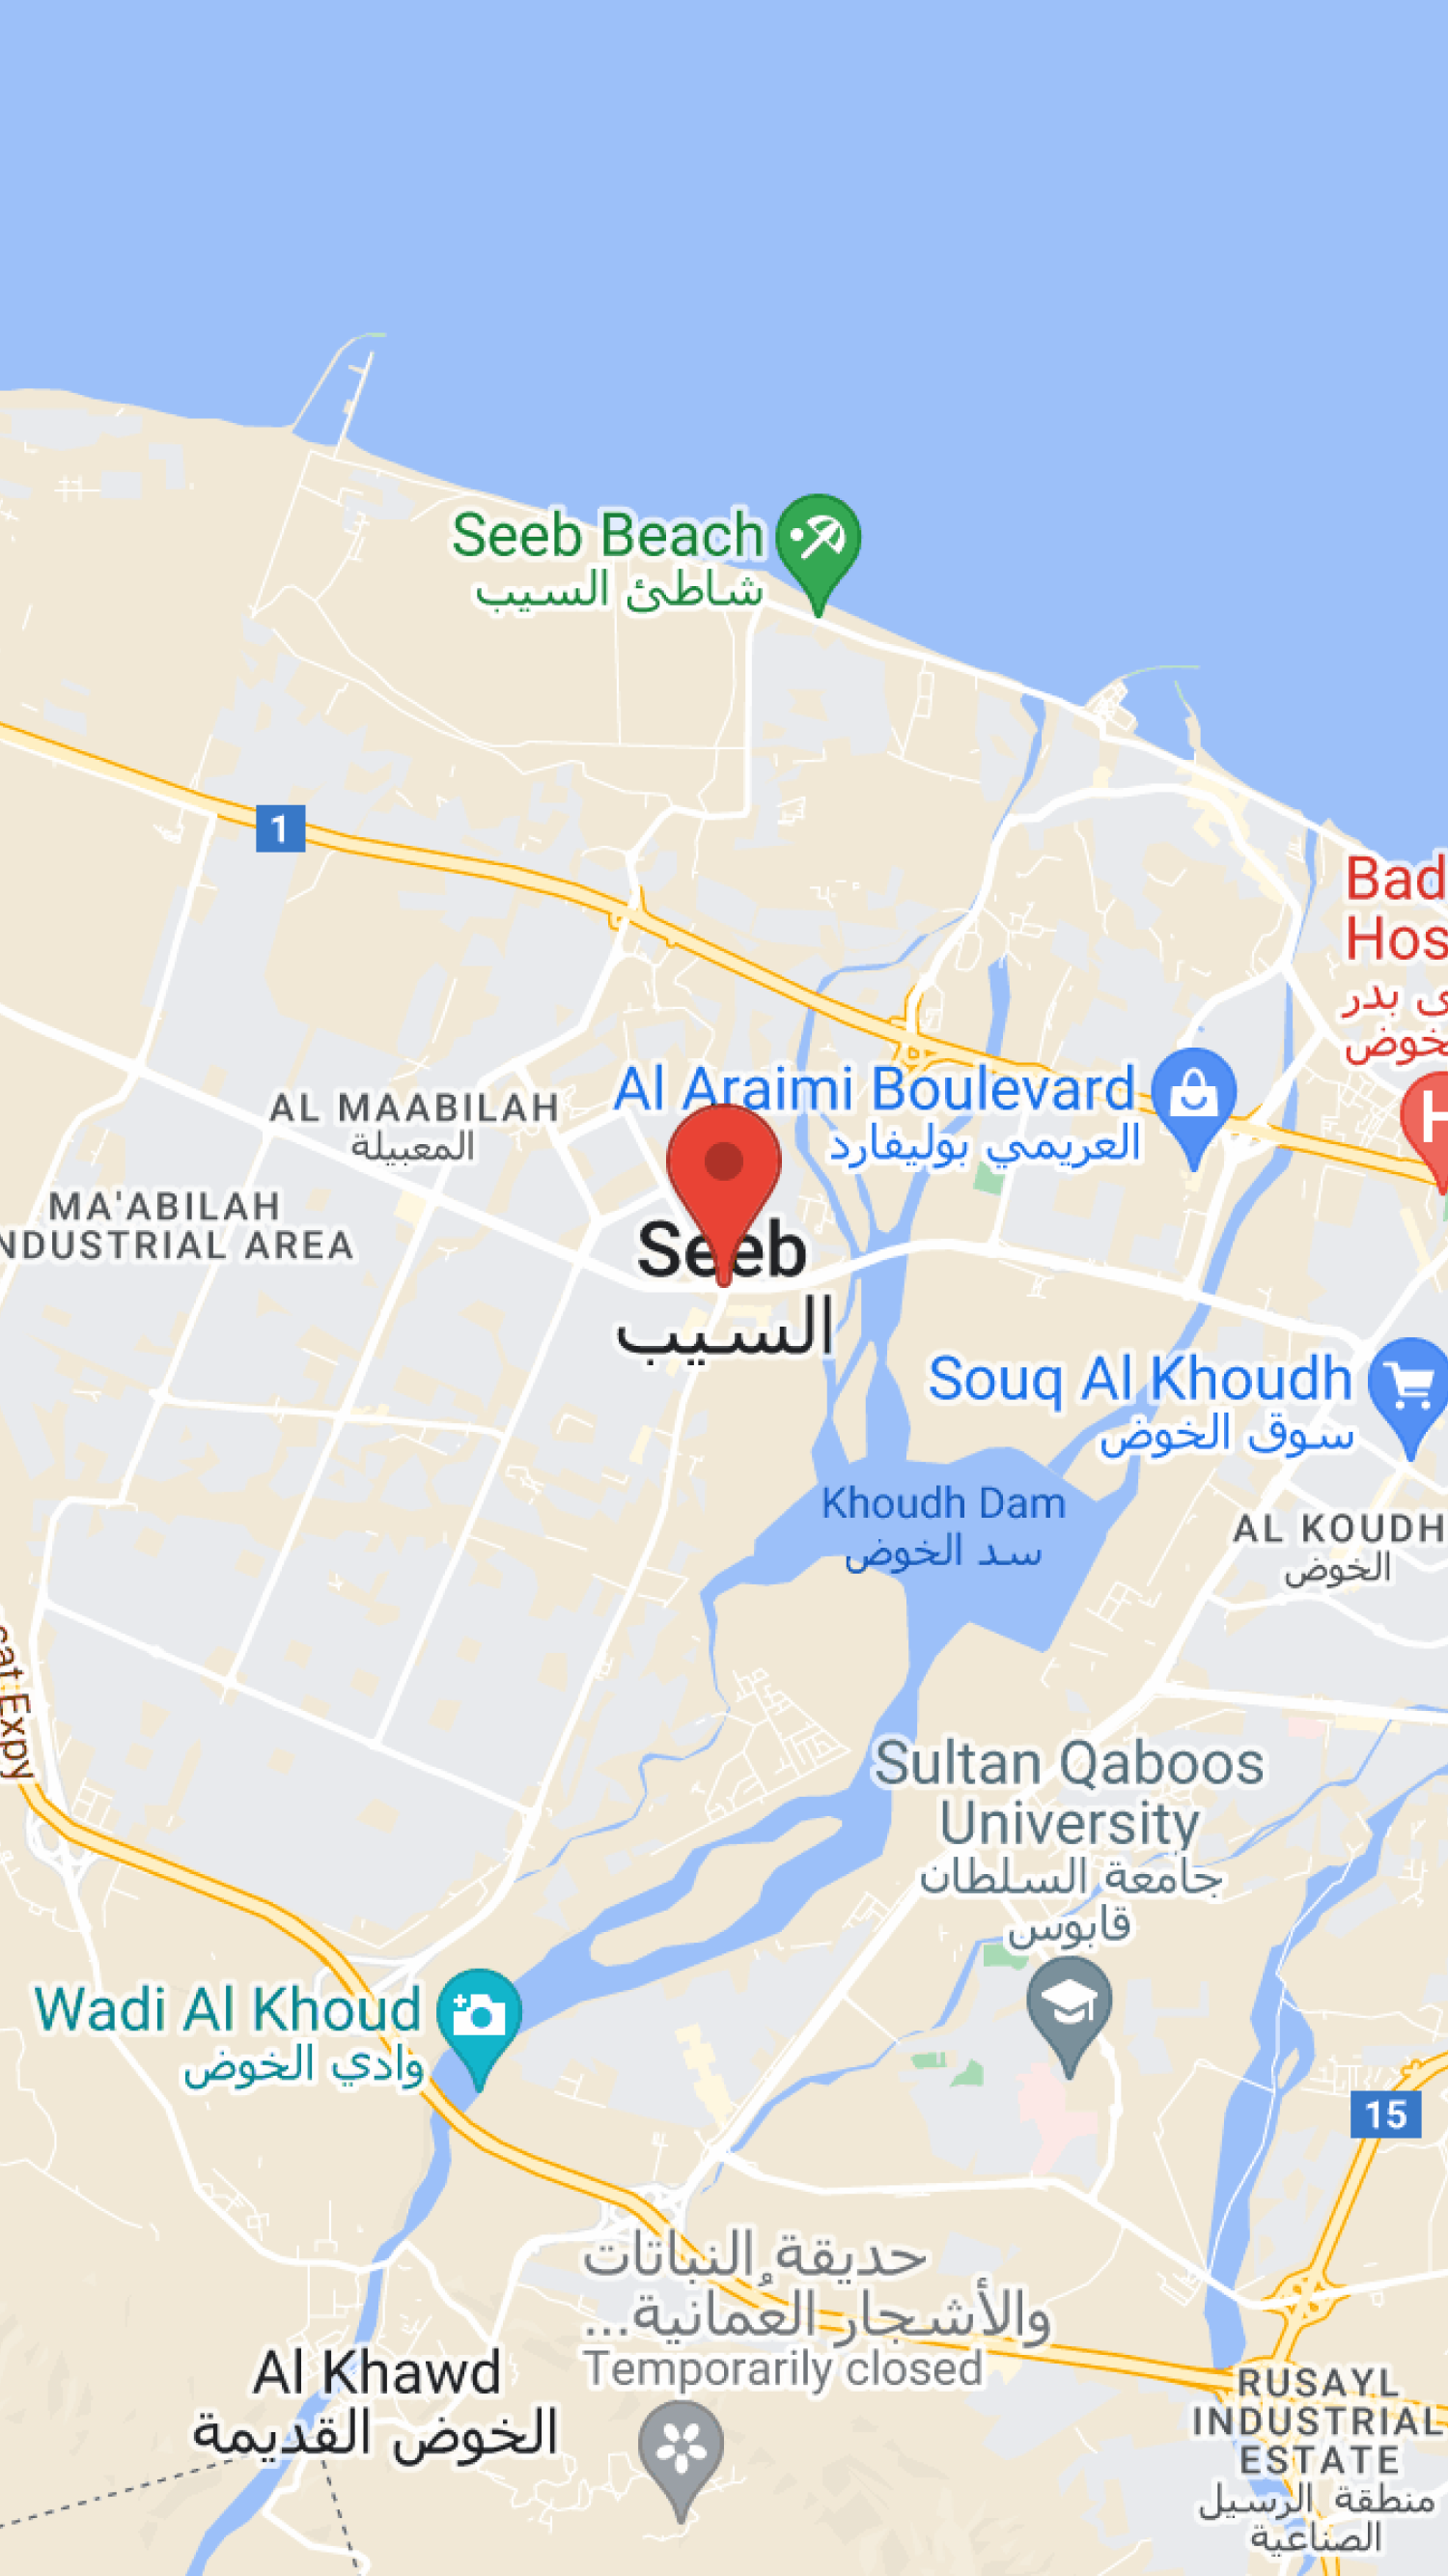 Seeb Beach
شاطئ السيب
1
Bad
Hos
ى بدر
خوض
H
Al Araimi Boulevard
العريمي بوليفارد
AL MAABILAH
المعبيلة
MA'ABILAH
NDUSTRIAL AREA
Seeb
السيب
Souq Al Khoudh
سوق الخوض
Khoudh Dam
سد الخوض
AL KOUDH
الخوض
cat Expy
Sultan Qaboos
University
جامعة السلطان
قابوس
Wadi Al Khoud
وادي الخوض
15
حديقة النباتات
والأشجار العُمانية...
Temporarily closed
Al Khawd
الخوض القديمة
RUSAYL
INDUSTRIAL
ESTATE
منطقة الرسيل
الصناعية